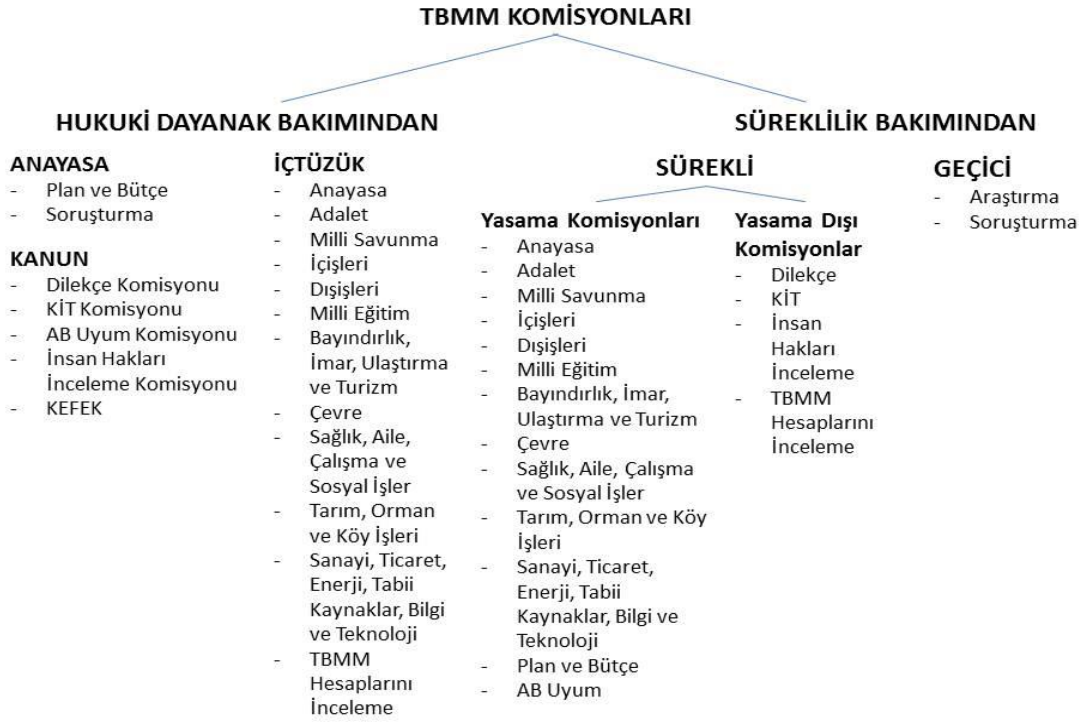 TBMM KOMİSYONLARI
HUKUKİ DAYANAK BAKIMINDAN
ANAYASA
- Plan ve Bütçe
- Soruşturma
KANUN
- Dilekçe Komisyonu
- KİT Komisyonu
- AB Uyum Komisyonu
- İnsan Hakları
İnceleme Komisyonu
- KEFEK
İÇTÜZÜK
- Anayasa
- Adalet
- Milli Savunma
- İçişleri
- Dışişleri
- Milli Eğitim
- Bayındırlık,
İmar, Ulaştırma
ve Turizm
- Çevre
- Sağlık, Aile,
Çalışma ve
Sosyal İşler
- Tarım, Orman
ve Köy İşleri
- Sanayi, Ticaret,
Enerji, Tabii
Kaynaklar, Bilgi
ve Teknoloji
- TBMM
Hesaplarını
İnceleme
SÜREKLİLİK BAKIMINDAN
SÜREKLİ
Yasama Komisyonları
- Anayasa
- Adalet
- Milli Savunma
- İçişleri
- Dışişleri
- Milli Eğitim
- Bayındırlık, İmar,
Ulaştırma ve Turizm
- Çevre
- Sağlık, Aile, Çalışma
ve Sosyal İşler
- Tarım, Orman ve Köy
İşleri
- Sanayi, Ticaret,
Enerji, Tabii
Kaynaklar, Bilgi ve
Teknoloji
- Plan ve Bütçe
- AB Uyum
Yasama Dışı
Komisyonlar
- Dilekçe
- KİT
- İnsan
Hakları
İnceleme
- TBMM
Hesaplarını
İnceleme
GEÇİCİ
- Araştırma
- Soruşturma